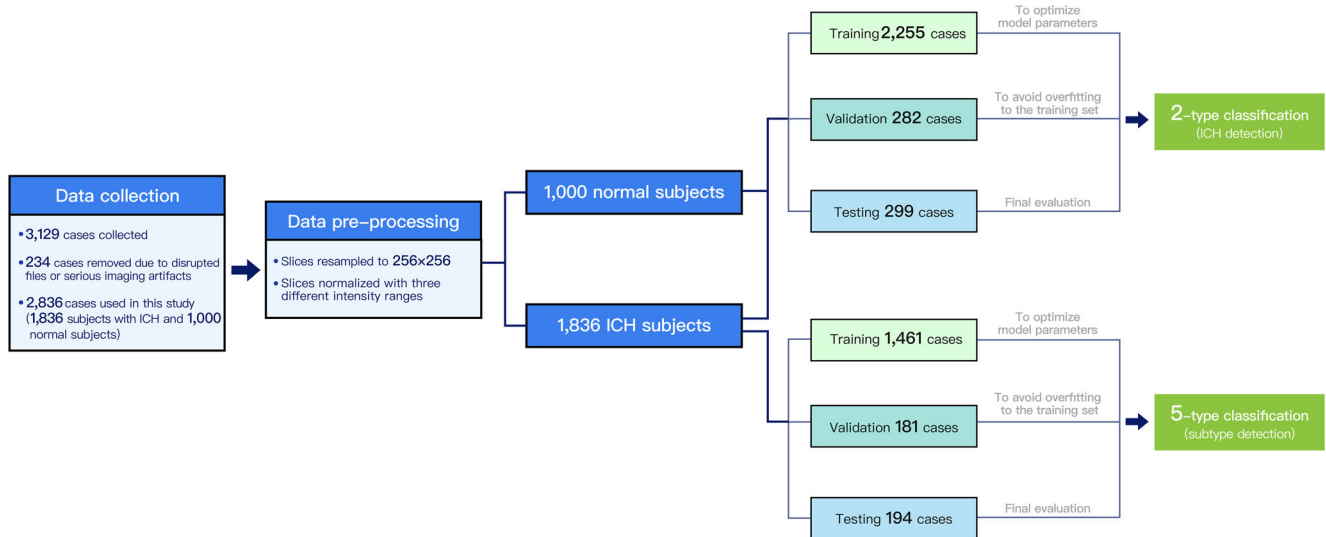 Data collection
• 3,129 cases collected
• 234 cases removed due to disrupted
files or serious imaging artifacts
• 2,836 cases used in this study
(1,836 subjects with ICH and 1,000
normal subjects)
Data pre-processing
• Slices resampled to 256×256
• Slices normalized with three
different intensity ranges
1,000 normal subjects
1,836 ICH subjects
Training 2,255 cases
To optimize
model parameters
Validation 282 cases
To avoid overfitting
to the training set
Testing 299 cases
Final evaluation
2-type classification
(ICH detection)
Training 1,461 cases
To optimize
model parameters
Validation 181 cases
To avoid overfitting
to the training set
Testing 194 cases
Final evaluation
5-type classification
(subtype detection)